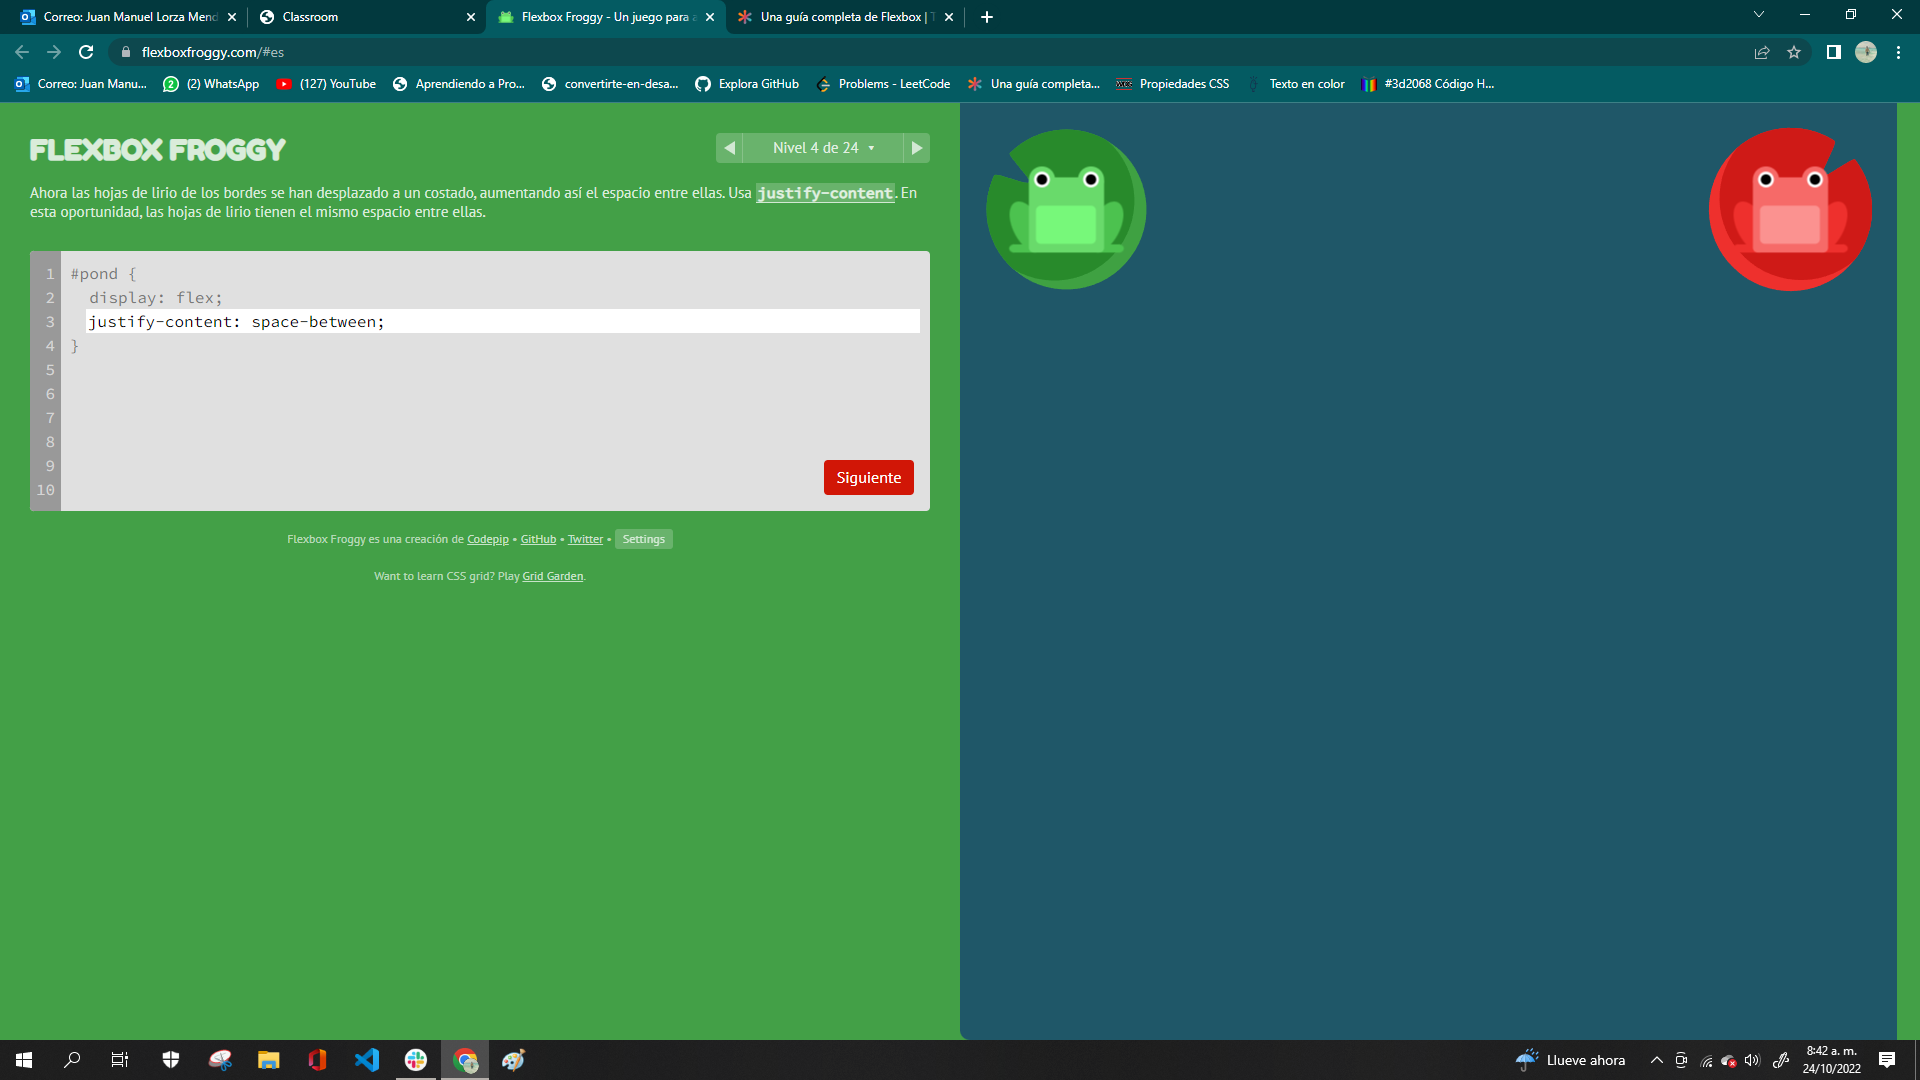 Correo: Juan Manuel Lorza Mend
Classroom
Flexbox Froggy - Un juego para a
Una guía completa de Flexbox | T
flexboxfroggy.com/#es
Correo: Juan Manu...
(2) WhatsApp
(127) YouTube
Aprendiendo a Pro...
convertirte-en-desa...
Explora GitHub
Problems - LeetCode
Una guía completa...
Propiedades CSS
Texto en color
#3d2068 Código H...
FLEXBOX FROGGY
Nivel 4 de 24
Ahora las hojas de lirio de los bordes se han desplazado a un costado, aumentando así el espacio entre ellas. Usa justify-content. En
esta oportunidad, las hojas de lirio tienen el mismo espacio entre ellas.
1 #pond {
2 display: flex;
3 justify-content: space-between;
4 }
5
6
7
8
9
10
Siguiente
Flexbox Froggy es una creación de Codepip • GitHub • Twitter • Settings
Want to learn CSS grid? Play Grid Garden.
Llueve ahora
8:42 a. m.
24/10/2022